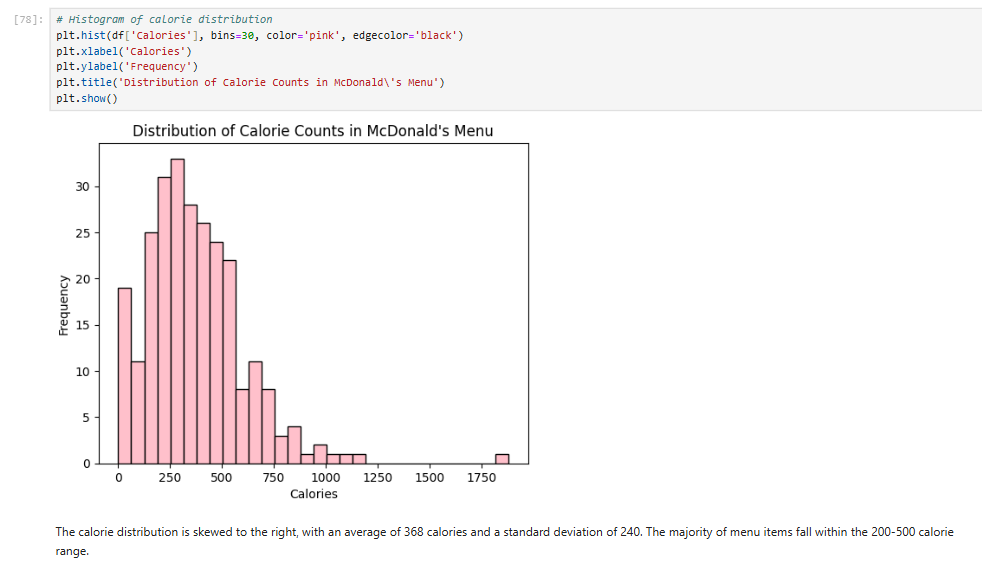 [78]: # Histogram of calorie distribution
plt.hist(df['Calories'], bins=30, color='pink', edgecolor='black')
plt.xlabel('Calories')
plt.ylabel('Frequency')
plt.title('Distribution of Calorie Counts in McDonald\'s Menu')
plt.show()
Distribution of Calorie Counts in McDonald's Menu
Frequency
30
25
20
15
10
5
0
0 250 500 750 1000 1250 1500 1750
Calories
The calorie distribution is skewed to the right, with an average of 368 calories and a standard deviation of 240. The majority of menu items fall within the 200-500 calorie
range.